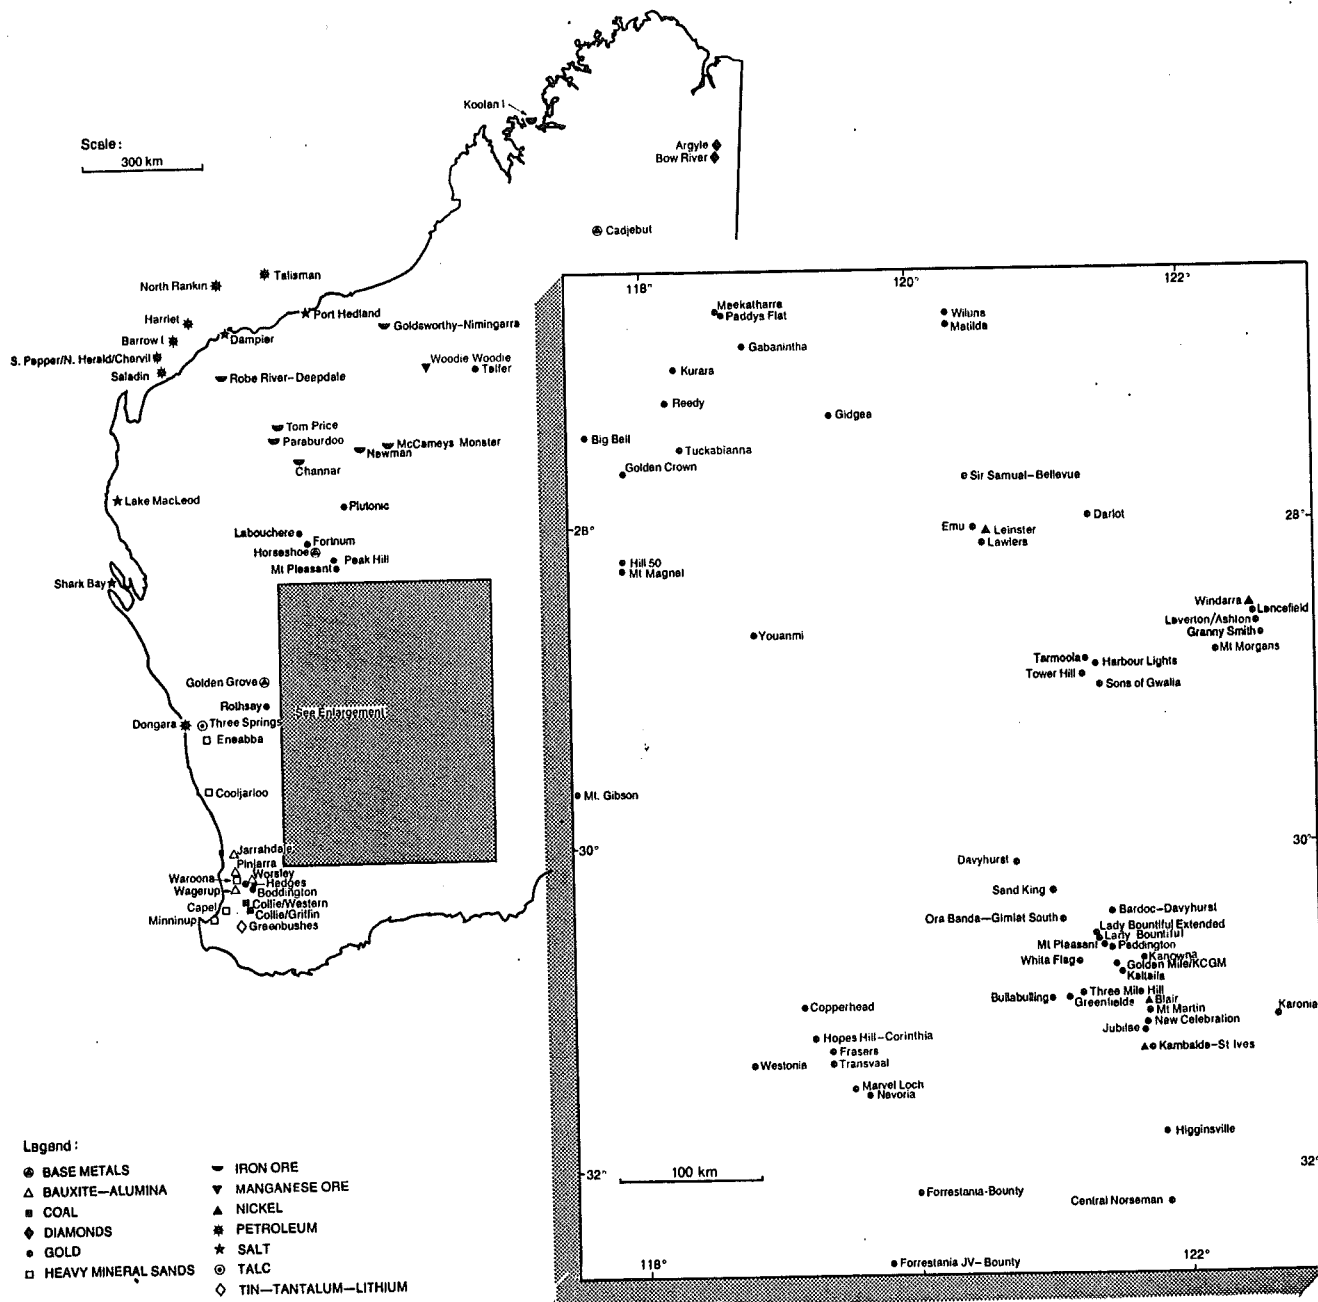 Koolan I
Scale:
300 km
Argyle
Bow River
Cadjebut
Talisman
North Rankin
Port Hedland
Harriet
Goldsworthy-Nimingarra
Dampier
Barrow I
S. Pepper/N. Herald/Chervil
Woodie Woodie
Telfer
Saladin
Robe River-Deepdale
Tom Price
Paraburdoo
McCameys Monster
Newman
Channar
Lake MacLeod
Plutonic
Labouchere
Fortnum
Horseshoe
Peak Hill
Mt Pleasant
Shark Bay
Golden Grove
Rothsay
See Enlargement
Dongara
Three Springs
Eneabba
Cooljarloo
Jarrahdale
Pinjarra
Worsley
Waroona
Hedges
Wagerup
Boddington
Collie/Western
Capel
Collie/Griffin
Minninup
Greenbushes
118°
120°
122°
Meekatharra
Paddys Flat
Wiluna
Matilda
Gabanintha
Kurara
Reedy
Gidgea
Big Bell
Tuckabianna
Golden Crown
Sir Samual-Bellevue
28°
Darlot
28°
Emu
Leinster
Lawlers
Hill 50
Mt Magnet
Windarra
Lancefield
Laverton/Ashton
Granny Smith
Youanmi
Mt Morgans
Tarmoola
Harbour Lights
Tower Hill
Sons of Gwalia
Mt. Gibson
30°
30°
Davyhurst
Sand King
Bardoc-Davyhurst
Ora Banda-Gimlat South
Lady Bountiful Extended
Lady Bountiful
Mt Pleasant
Paddington
Kanowna
White Flag
Golden Mile/KCGM
Kaltails
Three Mile Hill
Bullabulling
Greenfields
Blair
Karonia
Copperhead
Mt Martin
New Celebration
Jubilee
Hopes Hill-Corinthia
Kambalda-St Ives
Frasers
Westonia
Transvaal
Marvel Loch
Nevoria
Higginsville
32°
32°
100 km
Forrestania-Bounty
Central Norseman
Forrestania JV-Bounty
118°
122°
Legend:
BASE METALS
BAUXITE-ALUMINA
COAL
DIAMONDS
GOLD
HEAVY MINERAL SANDS
IRON ORE
MANGANESE ORE
NICKEL
PETROLEUM
SALT
TALC
TIN-TANTALUM-LITHIUM